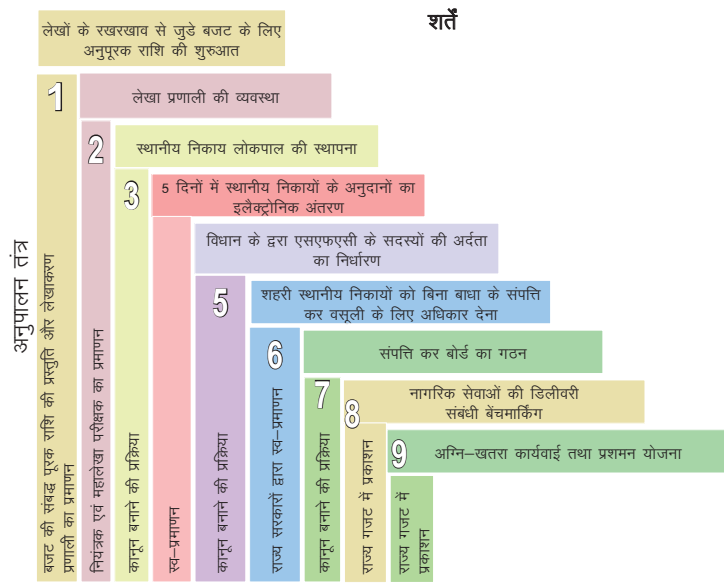 शर्तें
लेखों के रखरखाव से जुडे बजट के लिए
अनुपूरक राशि की शुरुआत
1
लेखा प्रणाली की व्यवस्था
2
स्थानीय निकाय लोकपाल की स्थापना
3
5 दिनों में स्थानीय निकायों के अनुदानों का
इलैक्ट्रोनिक अंतरण
विधान के द्वरा एसएफएसी के सदस्यों की अर्दता
का निर्धारण
5
शहरी स्थानीय निकायों को बिना बाधा के संपत्ति
कर वसूली के लिए अधिकार देना
6
संपत्ति कर बोर्ड का गठन
7
नागरिक सेवाओं की डिलीवरी
संबंधी बेंचमार्किंग
8
अग्नि–खतरा कार्यवाई तथा प्रशमन योजना
9
अनुपालन तंत्र
बजट की संबद्ध पूरक राशि की प्रस्तुति और लेखाकरण
प्रणाली का प्रमाणन
नियंत्रक एवं महालेखा परीक्षक का प्रमाणन
कानून बनाने की प्रक्रिया
स्व–प्रमाणन
कानून बनाने की प्रक्रिया
राज्य सरकारों द्वारा स्व–प्रमाणन
कानून बनाने की प्रक्रिया
राज्य गजट में प्रकाशन
राज्य गजट में
प्रकाशन